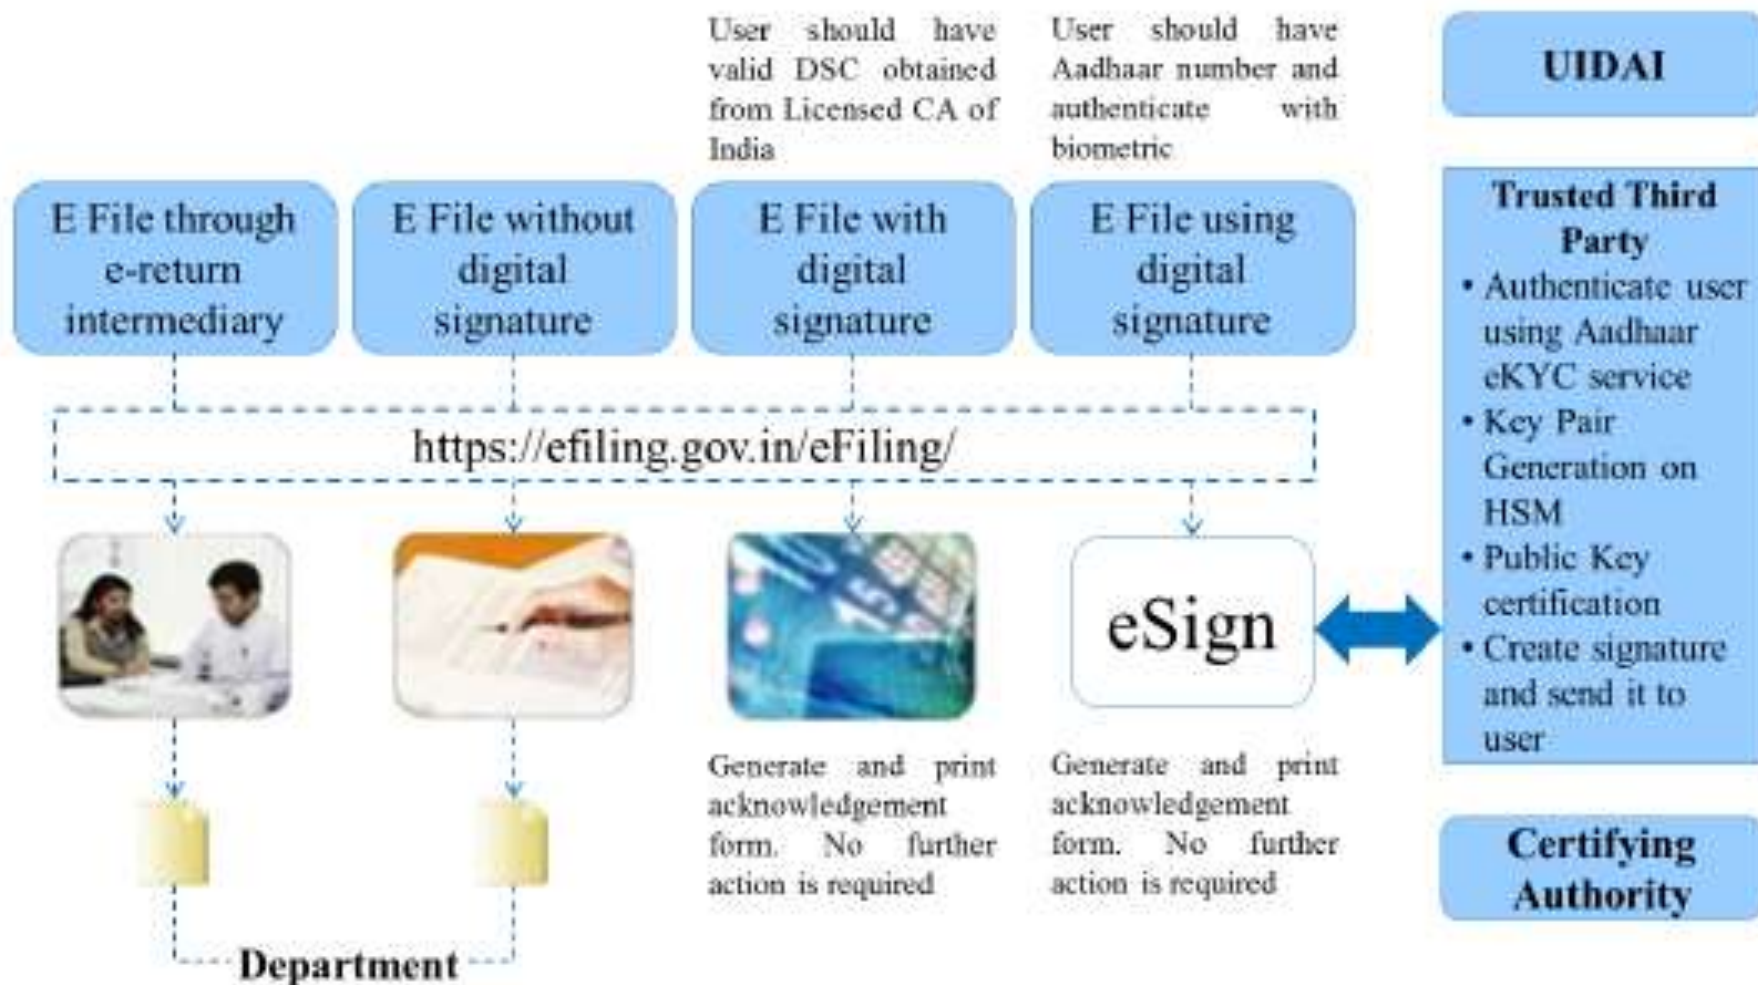 User should have
valid DSC obtained
from Licensed CA of
India
User should have
Aadhaar number and
authenticate with
biometric
UIDAI
E File through
e-return
intermediary
E File without
digital
signature
E File with
digital
signature
E File using
digital
signature
Trusted Third
Party
• Authenticate user
using Aadhaar
eKYC service
• Key Pair
Generation on
HSM
• Public Key
certification
• Create signature
and send it to
user
https://efiling.gov.in/eFiling/
eSign
Generate and print
acknowledgement
form. No further
action is required
Generate and print
acknowledgement
form. No further
action is required
Certifying
Authority
Department